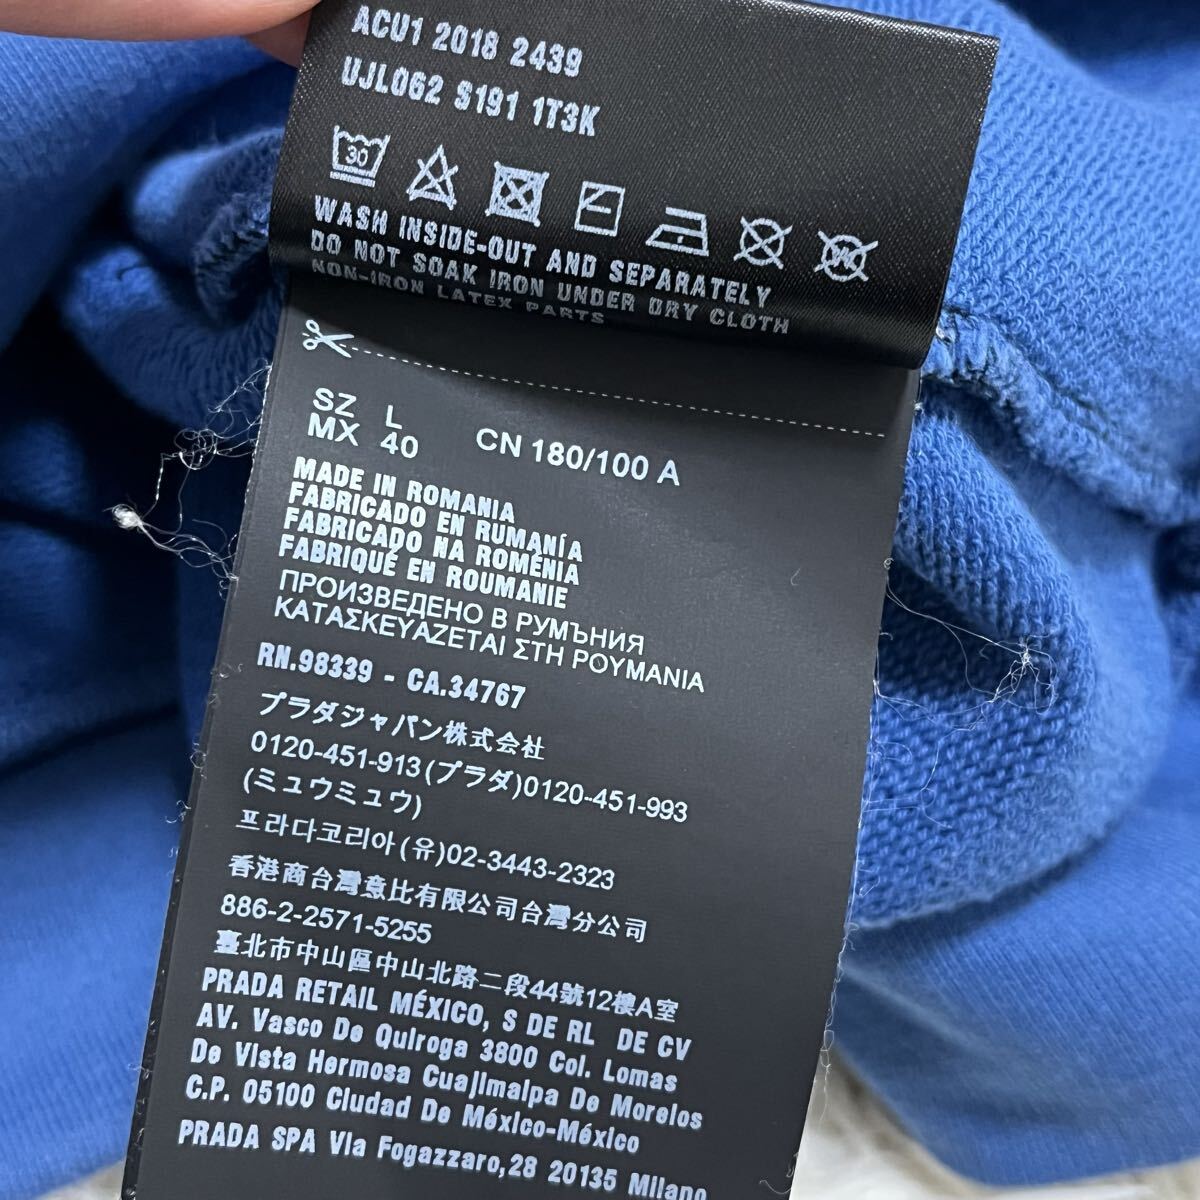 ACU1 2018 2439
UJL062 S191 1T3K
30
WASH INSIDE-OUT AND SEPARATELY
DO NOT SOAK IRON UNDER DRY CLOTH
NON-IRON LATEX PARTS
SZ L
MX 40 CN 180/100 A
MADE IN ROMANIA
FABRICADO EN RUMANÍA
FABRICADO NA ROMÉNIA
FABRIQUÉ EN ROUMANIE
ПРОИЗВЕДЕНО В РУМЪНИЯ
ΚΑΤΑΣΚΕΥΑΖΕΤΑΙ ΣΤΗ ΡΟΥΜΑΝΙΑ
RN.98339 - CA.34767
プラダジャパン株式会社
0120-451-913(プラダ)0120-451-993
(ミュウミュウ)
프라다코리아(유)02-3443-2323
香港商台灣意比有限公司台灣分公司
886-2-2571-5255
臺北市中山區中山北路二段44號12樓A室
PRADA RETAIL MÉXICO, S DE RL DE CV
AV. Vasco De Quiroga 3800 Col. Lomas
De Vista Hermosa Cuajimalpa De Morelos
C.P. 05100 Ciudad De México-México
PRADA SPA Via Fogazzaro,28 20135 Milano